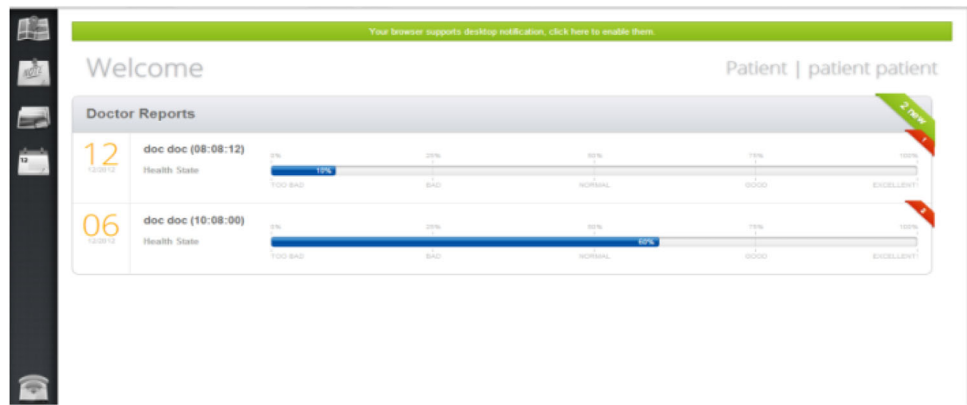 Your browser supports desktop notification, click here to enable them.
Welcome
Patient | patient patient
Doctor Reports
2 new
12
doc doc (08:08:12)
Health State
0% 25% 50% 75% 100%
10%
TOO BAD BAD NORMAL GOOD EXCELLENT!
06
doc doc (10:08:00)
Health State
0% 25% 50% 75% 100%
60%
TOO BAD BAD NORMAL GOOD EXCELLENT!
12